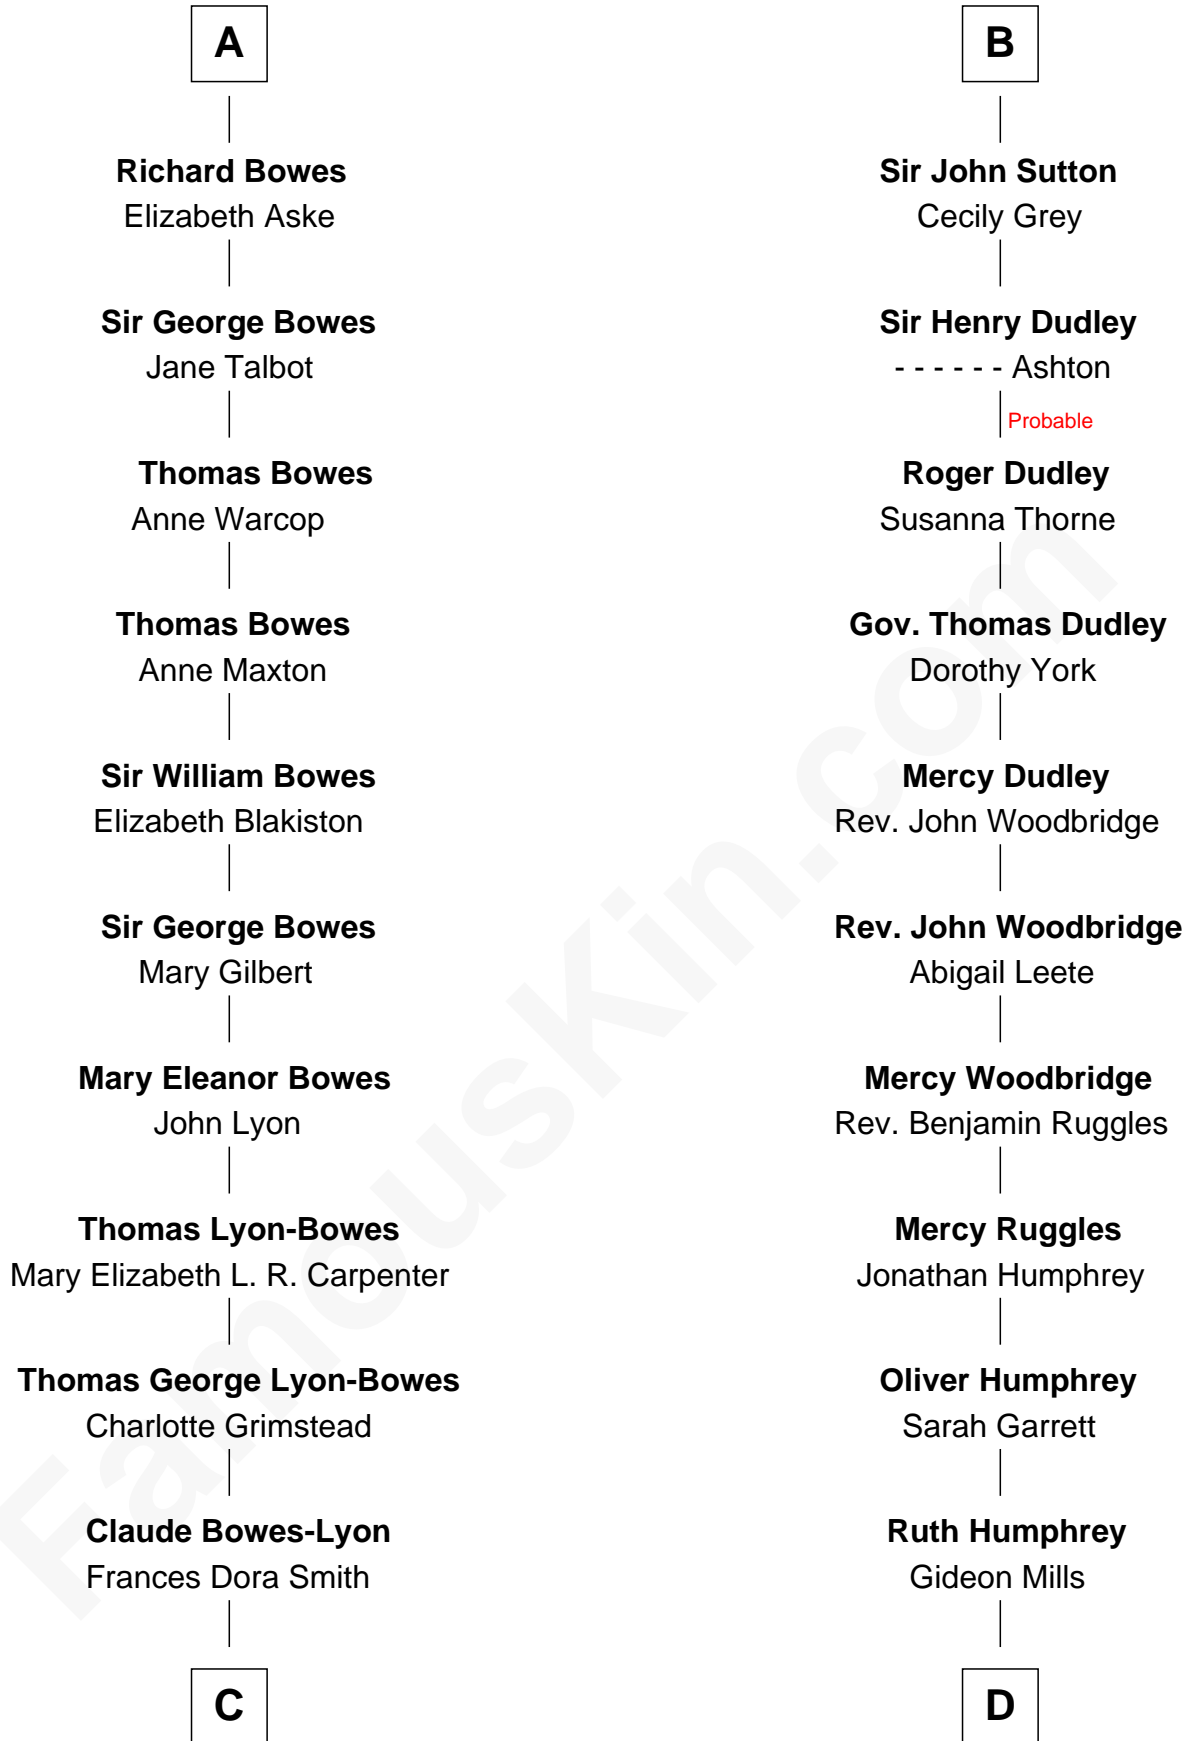 A
Richard Bowes
Elizabeth Aske
Sir George Bowes
Jane Talbot
Thomas Bowes
Anne Warcop
Thomas Bowes
Anne Maxton
Sir William Bowes
Elizabeth Blakiston
Sir George Bowes
Mary Gilbert
Mary Eleanor Bowes
John Lyon
Thomas Lyon-Bowes
Mary Elizabeth L. R. Carpenter
Thomas George Lyon-Bowes
Charlotte Grimstead
Claude Bowes-Lyon
Frances Dora Smith
C
B
Sir John Sutton
Cecily Grey
Sir Henry Dudley
- - - - - - Ashton
Probable
Roger Dudley
Susanna Thorne
Gov. Thomas Dudley
Dorothy York
Mercy Dudley
Rev. John Woodbridge
Rev. John Woodbridge
Abigail Leete
Mercy Woodbridge
Rev. Benjamin Ruggles
Mercy Ruggles
Jonathan Humphrey
Oliver Humphrey
Sarah Garrett
Ruth Humphrey
Gideon Mills
D
FamousKin.com